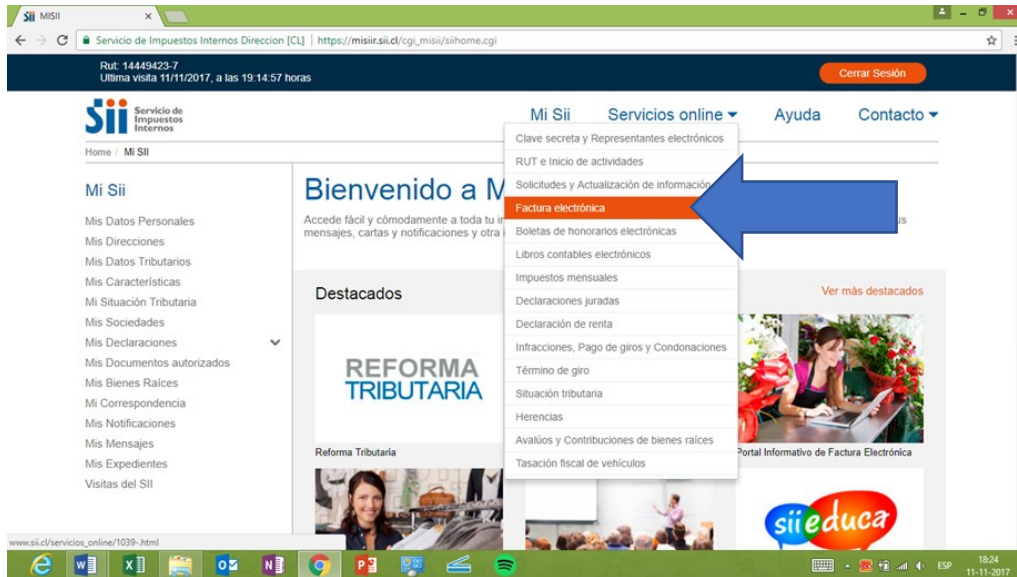 Sii MISII
Servicio de Impuestos Internos Direccion [CL] | https://misiir.sii.cl/cgi_misii/siihome.cgi
Rut: 14449423-7
Ultima visita 11/11/2017, a las 19:14:57 horas
Cerrar Sesión
Sii Servicio de
Impuestos
Internos
Mi Sii Servicios online Ayuda Contacto
Home / Mi SII
Clave secreta y Representantes electrónicos
RUT e Inicio de actividades
Solicitudes y Actualización de información
Factura electrónica
Boletas de honorarios electrónicas
Libros contables electrónicos
Impuestos mensuales
Declaraciones juradas
Declaración de renta
Infracciones, Pago de giros y Condonaciones
Término de giro
Situación tributaria
Herencias
Avalúos y Contribuciones de bienes raíces
Tasación fiscal de vehículos
Mi Sii
Mis Datos Personales
Mis Direcciones
Mis Datos Tributarios
Mis Características
Mi Situación Tributaria
Mis Sociedades
Mis Declaraciones
Mis Documentos autorizados
Mis Bienes Raíces
Mi Correspondencia
Mis Notificaciones
Mis Mensajes
Mis Expedientes
Visitas del SII
Bienvenido a M
Accede fácil y cómodamente a toda tu
mensajes, cartas y notificaciones y otra
Destacados
Ver más destacados
REFORMA
TRIBUTARIA
Reforma Tributaria
Portal Informativo de Factura Electrónica
siieduca
www.sii.cl/servicios_online/1039-.html
ESP
18:24
11-11-2017